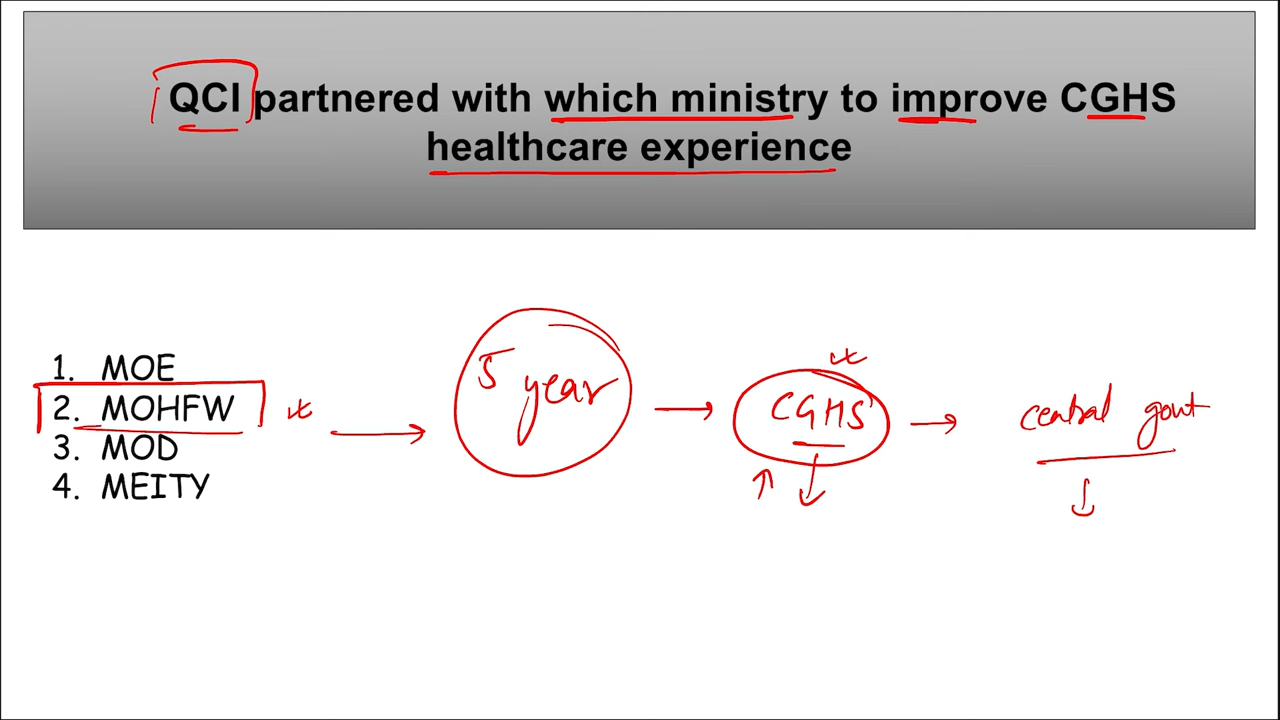 QCI partnered with which ministry to improve CGHS
healthcare experience
1. MOE
2. MOHFW
3. MOD
4. MEITY
5 year
CGHS
central govt